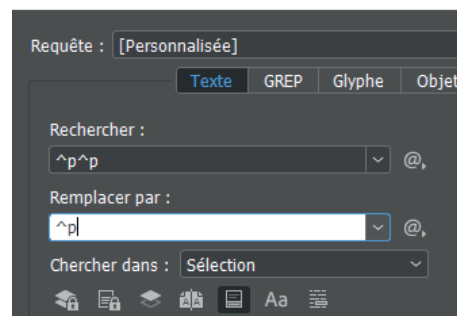 Requête : [Personnalisée]
Texte GREP Glyphe Objet
Rechercher :
^p^p
@,
Remplacer par :
^p
@,
Chercher dans : Sélection
Aa